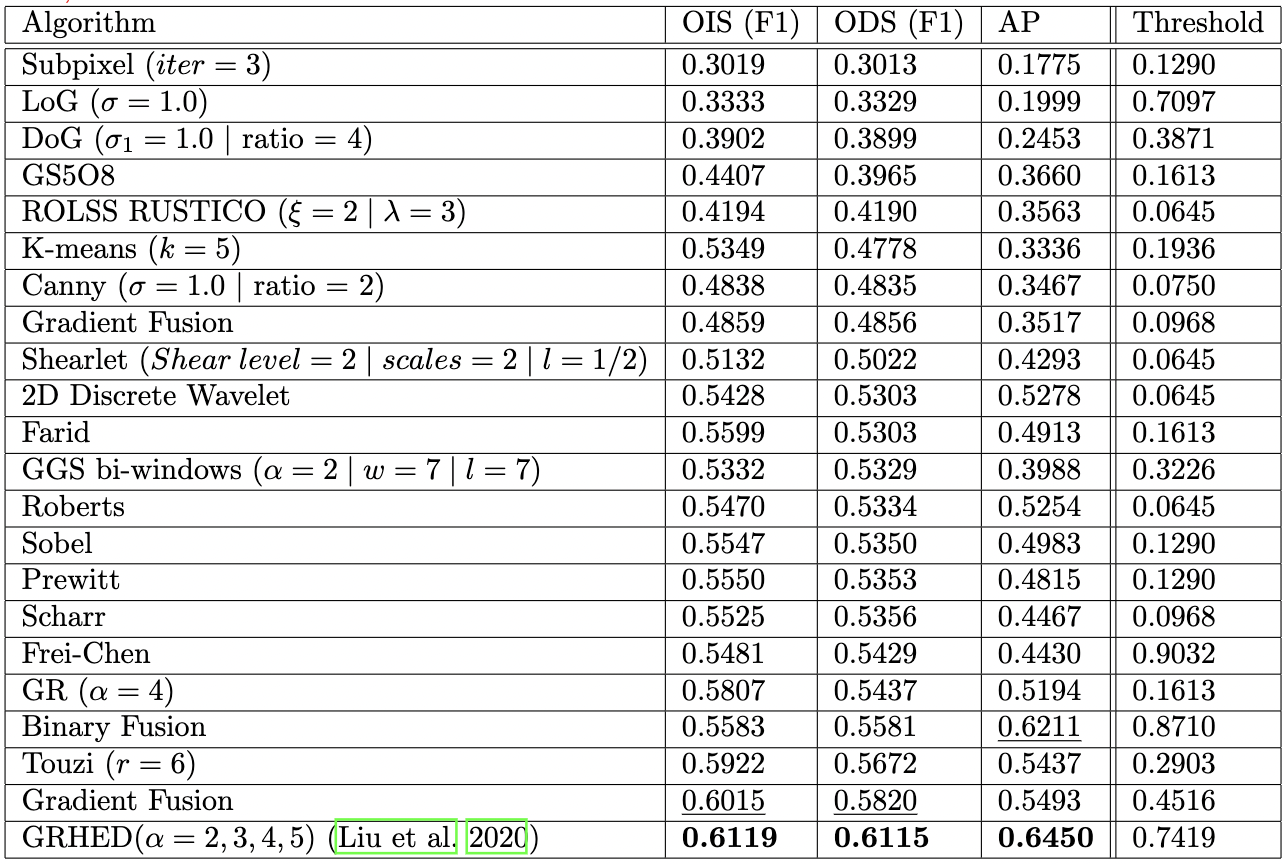 Algorithm OIS (F1) ODS (F1) AP Threshold
Subpixel (iter = 3) 0.3019 0.3013 0.1775 0.1290
LoG (σ = 1.0) 0.3333 0.3329 0.1999 0.7097
DoG (σ₁ = 1.0 | ratio = 4) 0.3902 0.3899 0.2453 0.3871
GS5O8 0.4407 0.3965 0.3660 0.1613
ROLSS RUSTICO (ξ = 2 | λ = 3) 0.4194 0.4190 0.3563 0.0645
K-means (k = 5) 0.5349 0.4778 0.3336 0.1936
Canny (σ = 1.0 | ratio = 2) 0.4838 0.4835 0.3467 0.0750
Gradient Fusion 0.4859 0.4856 0.3517 0.0968
Shearlet (Shear level = 2 | scales = 2 | l = 1/2) 0.5132 0.5022 0.4293 0.0645
2D Discrete Wavelet 0.5428 0.5303 0.5278 0.0645
Farid 0.5599 0.5303 0.4913 0.1613
GGS bi-windows (α = 2 | w = 7 | l = 7) 0.5332 0.5329 0.3988 0.3226
Roberts 0.5470 0.5334 0.5254 0.0645
Sobel 0.5547 0.5350 0.4983 0.1290
Prewitt 0.5550 0.5353 0.4815 0.1290
Scharr 0.5525 0.5356 0.4467 0.0968
Frei-Chen 0.5481 0.5429 0.4430 0.9032
GR (α = 4) 0.5807 0.5437 0.5194 0.1613
Binary Fusion 0.5583 0.5581 0.6211 0.8710
Touzi (r = 6) 0.5922 0.5672 0.5437 0.2903
Gradient Fusion 0.6015 0.5820 0.5493 0.4516
GRHED(α = 2, 3, 4, 5) (Liu et al. 2020) 0.6119 0.6115 0.6450 0.7419